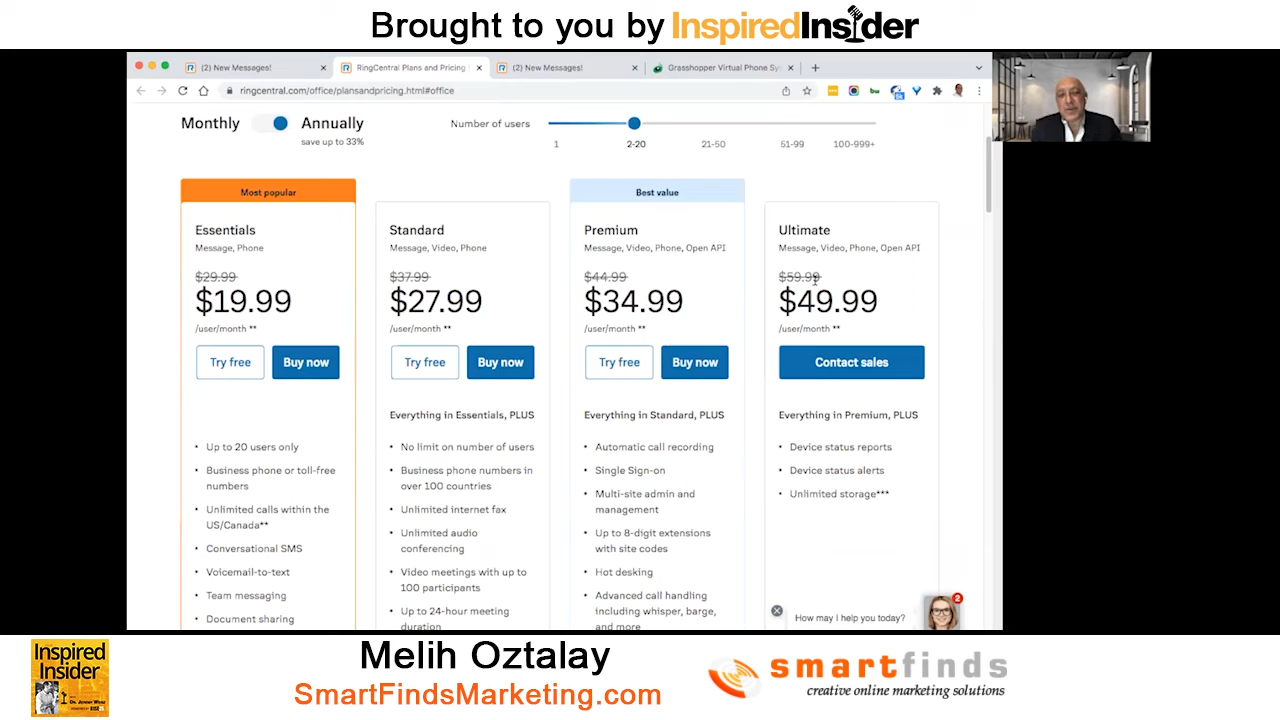 Brought to you by InspiredInsider
(2) New Messages!
RingCentral Plans and Pricing
(2) New Messages!
Grasshopper Virtual Phone Sy
ringcentral.com/office/plansandpricing.html#office
Monthly
Annually
save up to 33%
Number of users
1
2-20
21-50
51-99
100-999+
Most popular
Essentials
Message, Phone
$29.99
$19.99
/user/month **
Try free
Buy now
Up to 20 users only
Business phone or toll-free
numbers
Unlimited calls within the
US/Canada**
Conversational SMS
Voicemail-to-text
Team messaging
Document sharing
Standard
Message, Video, Phone
$37.99
$27.99
/user/month **
Try free
Buy now
Everything in Essentials, PLUS
No limit on number of users
Business phone numbers in
over 100 countries
Unlimited internet fax
Unlimited audio
conferencing
Video meetings with up to
100 participants
Up to 24-hour meeting
duration
Best value
Premium
Message, Video, Phone, Open API
$44.99
$34.99
/user/month **
Try free
Buy now
Everything in Standard, PLUS
Automatic call recording
Single Sign-on
Multi-site admin and
management
Up to 8-digit extensions
with site codes
Hot desking
Advanced call handling
including whisper, barge,
and more
Ultimate
Message, Video, Phone, Open API
$59.99
$49.99
/user/month **
Contact sales
Everything in Premium, PLUS
Device status reports
Device status alerts
Unlimited storage***
How may I help you today?
2
Inspired
Insider
Melih Oztalay
SmartFindsMarketing.com
smartfinds
creative online marketing solutions